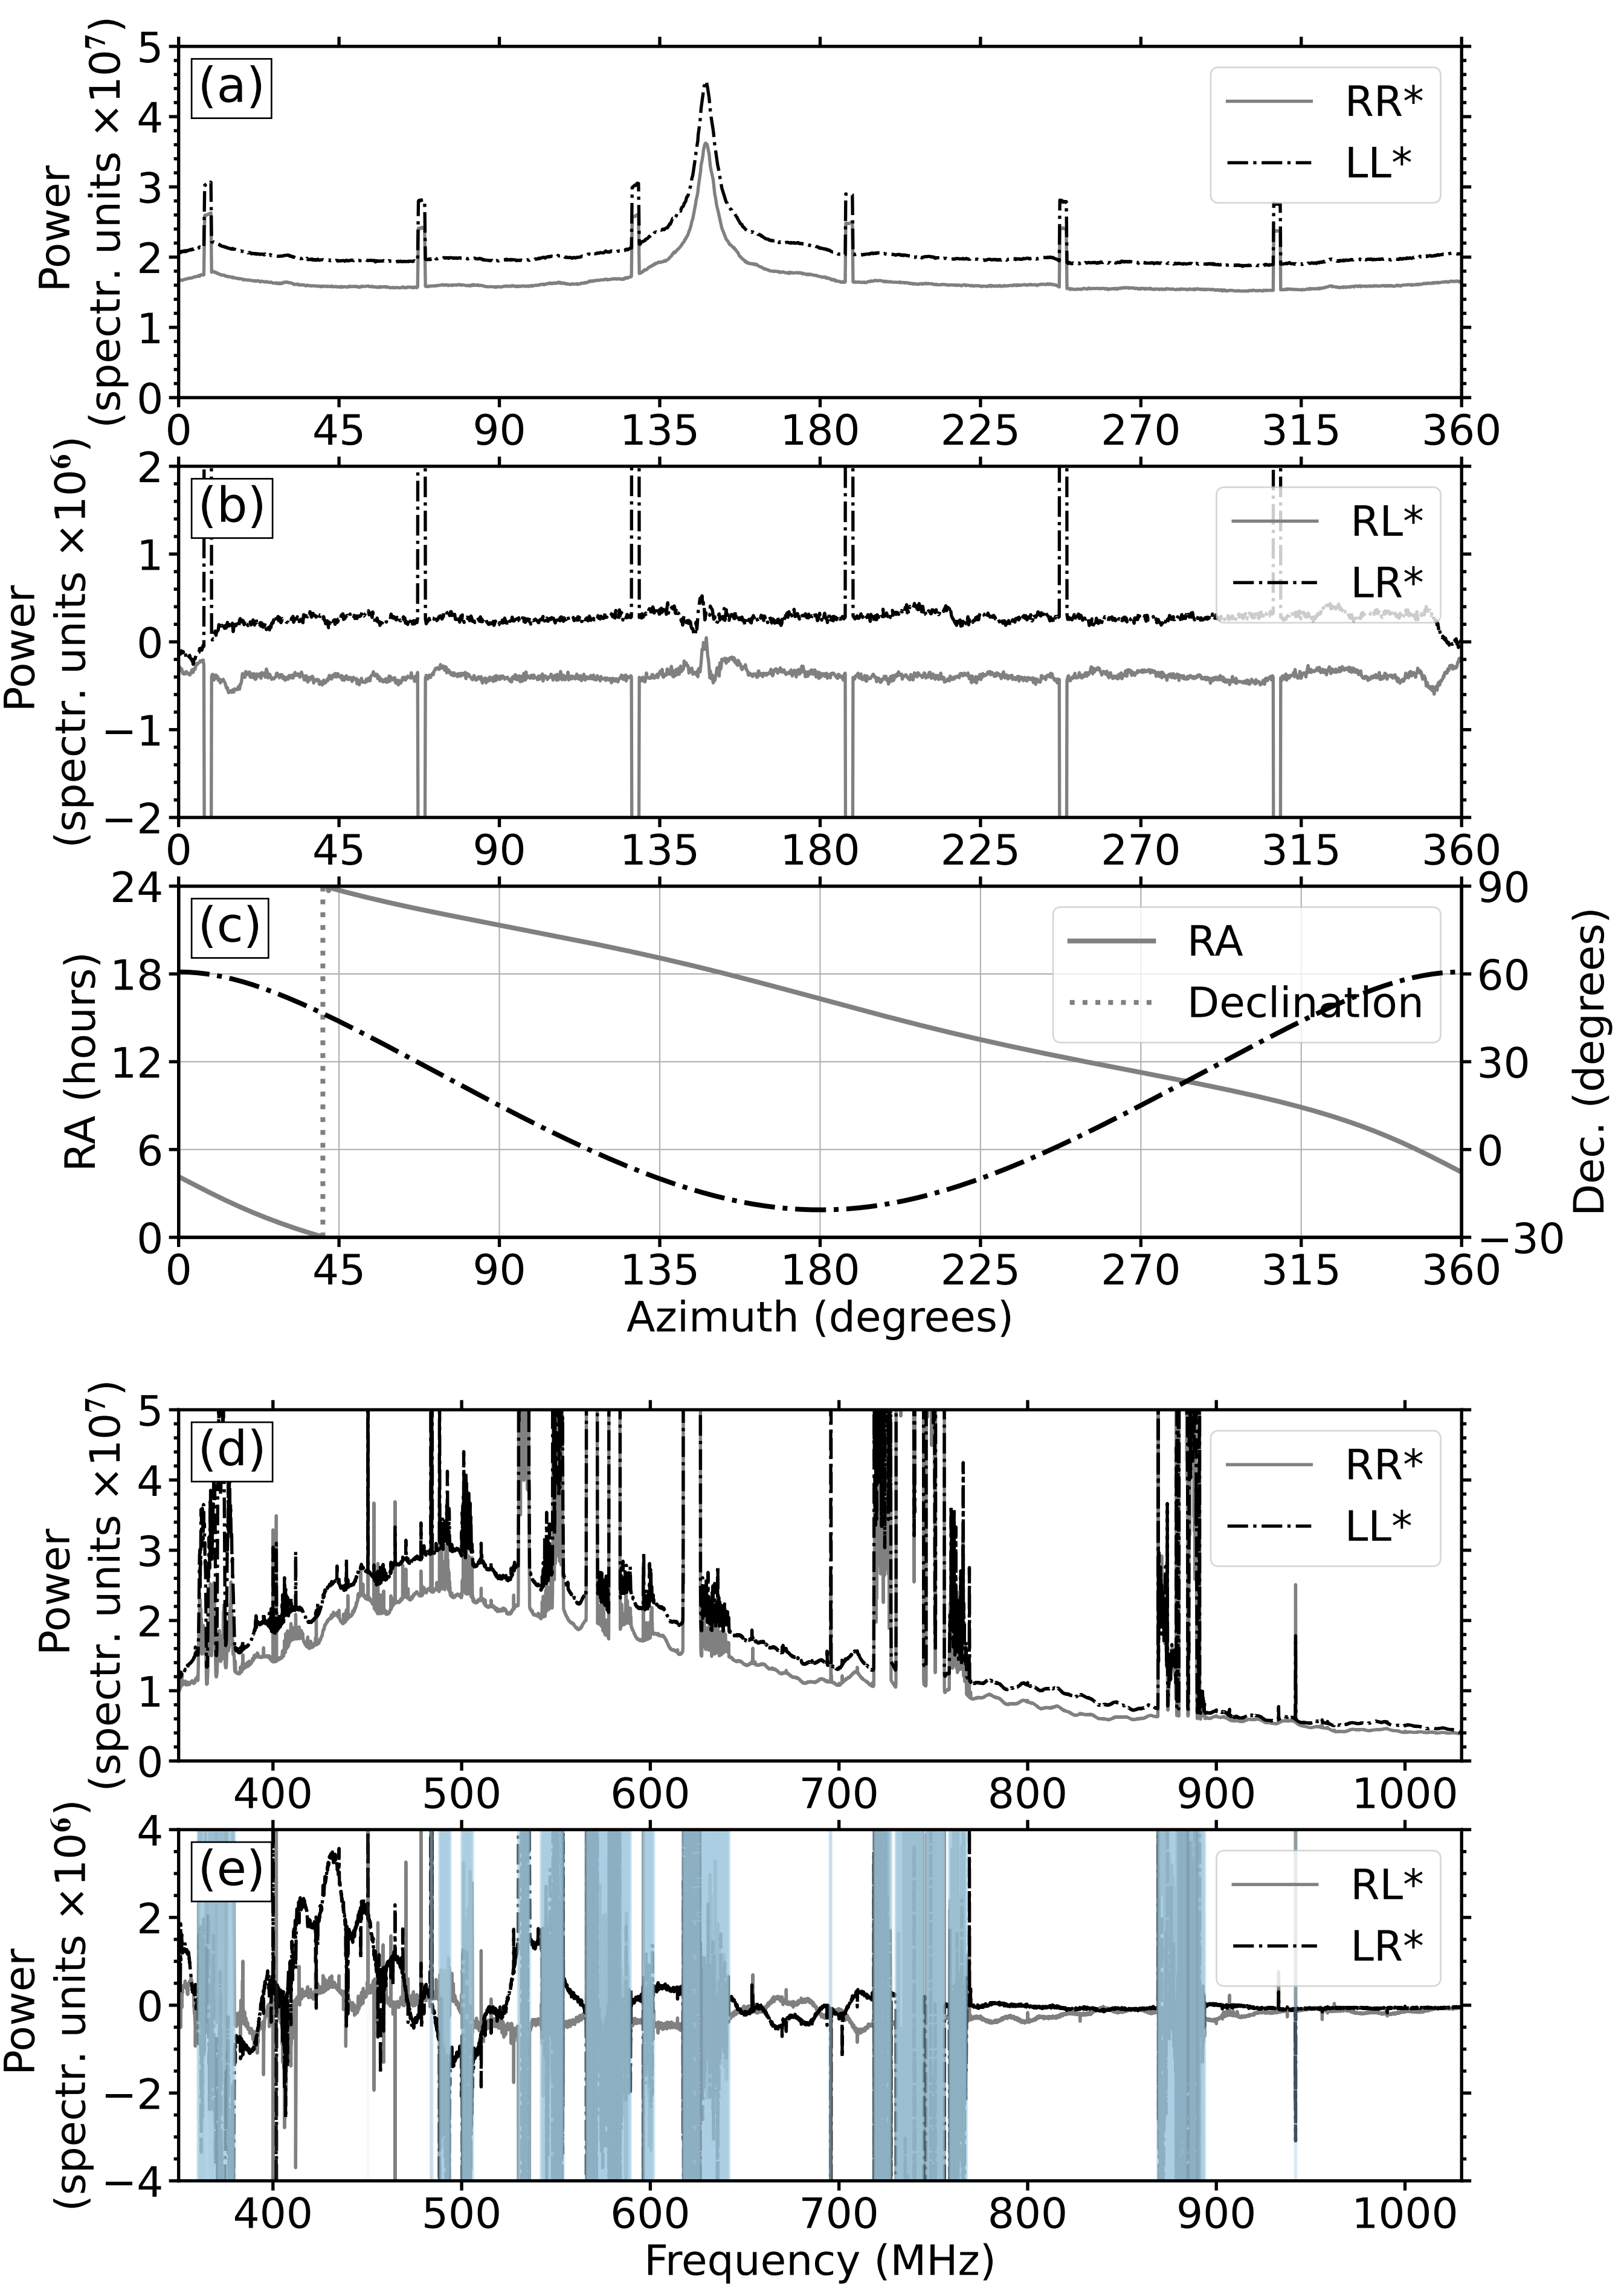 (a)
Power
(spectr. units ×10⁷)
5
4
3
2
1
0
RR*
LL*
0 45 90 135 180 225 270 315 360
(b)
Power
(spectr. units ×10⁶)
2
1
0
−1
−2
RL*
LR*
0 45 90 135 180 225 270 315 360
(c)
RA (hours)
24
18
12
6
0
RA
Declination
90
60
30
0
−30
Dec. (degrees)
0 45 90 135 180 225 270 315 360
Azimuth (degrees)
(d)
Power
(spectr. units ×10⁷)
5
4
3
2
1
0
RR*
LL*
400 500 600 700 800 900 1000
(e)
Power
(spectr. units ×10⁶)
4
2
0
−2
−4
RL*
LR*
400 500 600 700 800 900 1000
Frequency (MHz)